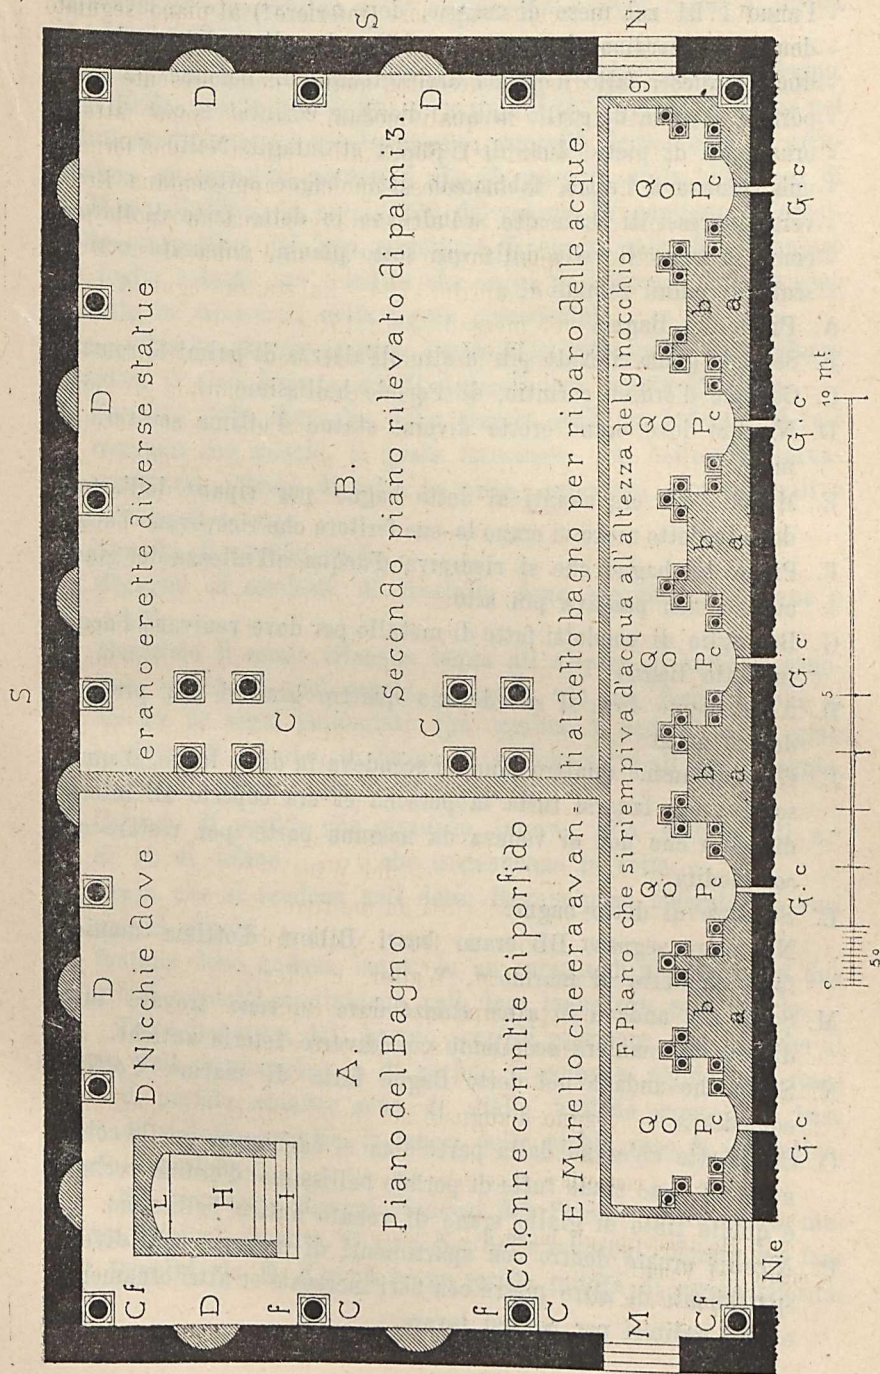 S
D
D
D. Nicchie dove erano erette diverse statue
C f
L
D
D
H
I
f
C
A.
B.
C
S
Piano del Bagno
Secondo piano rilevato di palmi 13.
C
D
f
Colonne corintie di porfido
C
E Murello che era avan= ti al detto bagno per riparo delle acque.
F Piano che si riempiva d'acqua all'altezza del ginocchio
M
N
g
Q Q Q Q Q
O O O O O
C f
P c P c P c P c P c
b b b b
a a a a
N.e
G. c G. c G. c G. c G. c
0 5 10 mt
50